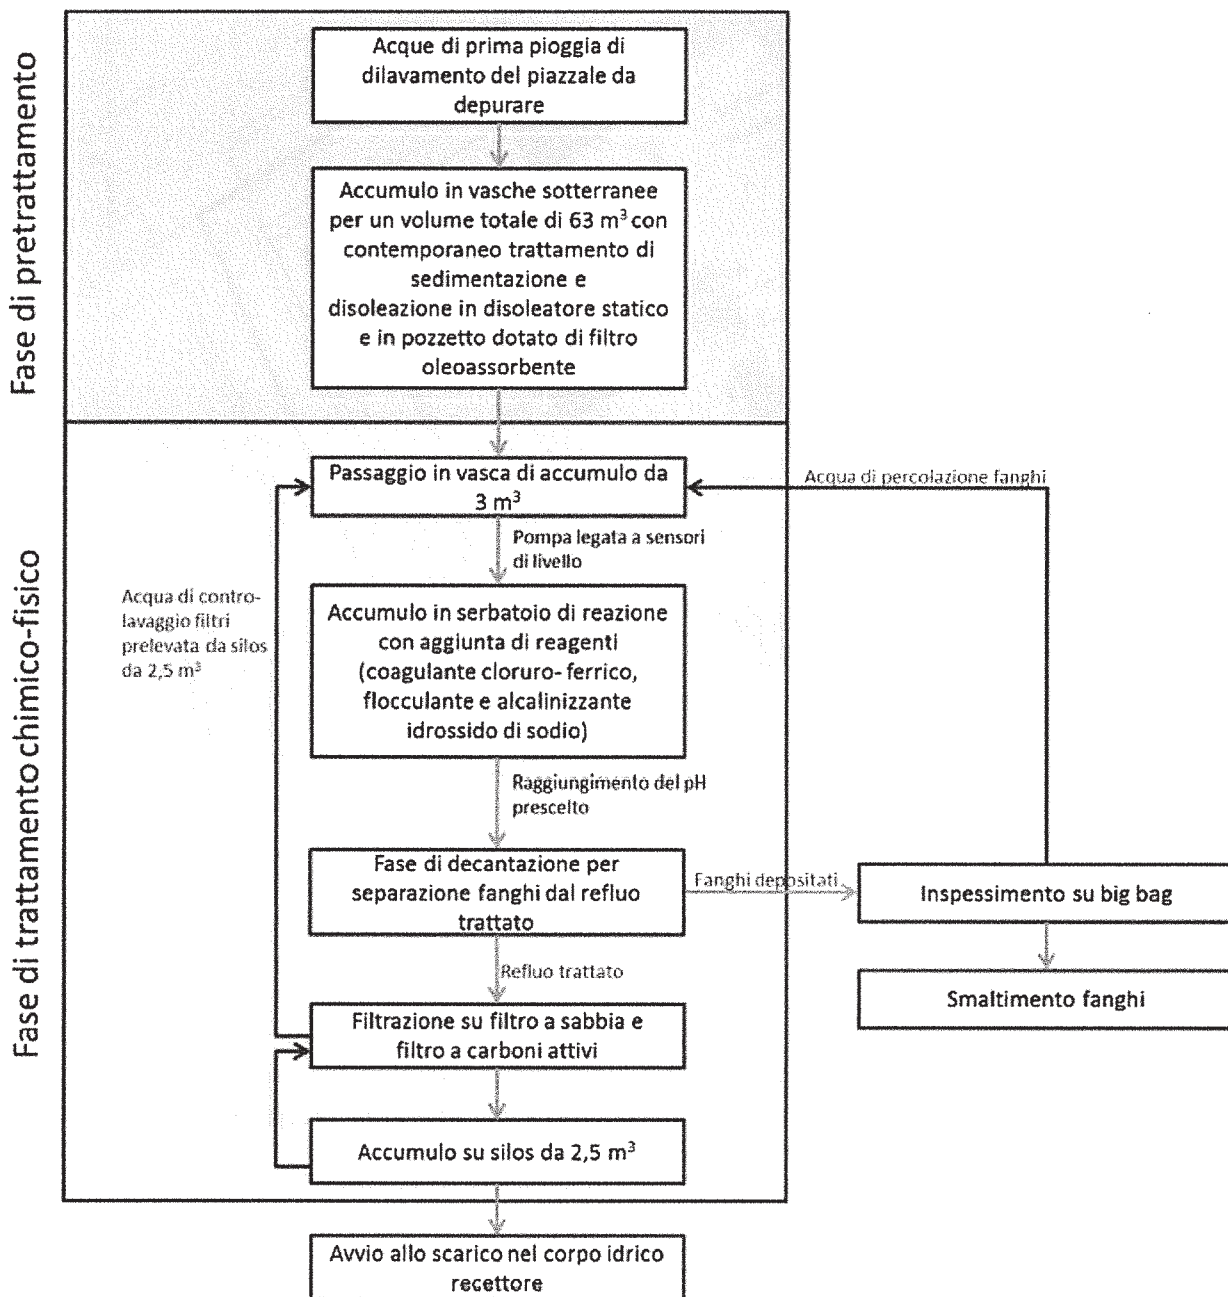 Fase di pretrattamento
Acque di prima pioggia di
dilavamento del piazzale da
depurare
Accumulo in vasche sotterranee
per un volume totale di 63 m³ con
contemporaneo trattamento di
sedimentazione e
disoleazione in disoleatore statico
e in pozzetto dotato di filtro
oleoassorbente
Fase di trattamento chimico-fisico
Passaggio in vasca di accumulo da
3 m³
Acqua di percolazione fanghi
Pompa legata a sensori
di livello
Acqua di contro-
lavaggio filtri
prelevata da silos
da 2,5 m³
Accumulo in serbatoio di reazione
con aggiunta di reagenti
(coagulante cloruro- ferrico,
flocculante e alcalinizzante
idrossido di sodio)
Raggiungimento del pH
prescelto
Fase di decantazione per
separazione fanghi dal refluo
trattato
Fanghi depositati
Inspessimento su big bag
Refluo trattato
Smaltimento fanghi
Filtrazione su filtro a sabbia e
filtro a carboni attivi
Accumulo su silos da 2,5 m³
Avvio allo scarico nel corpo idrico
recettore